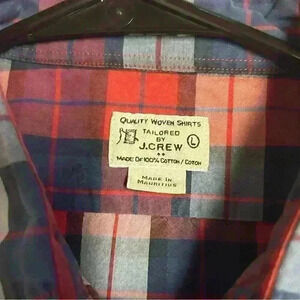 QUALITY WOVEN SHIRTS
TAILORED
BY
J.CREW
L
MADE OF 100% COTTON / COTON
MADE IN
MAURITIUS